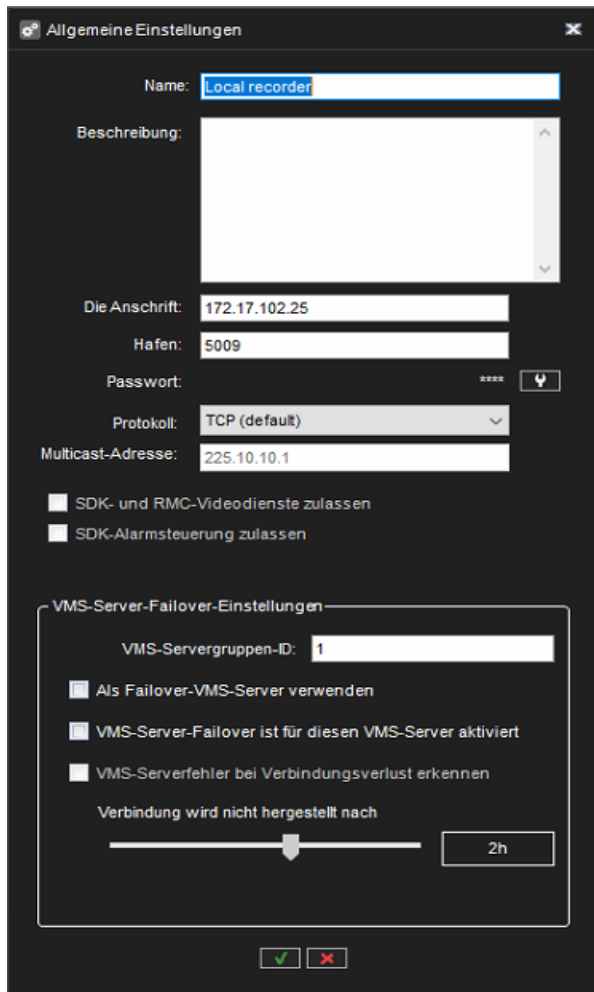 Allgemeine Einstellungen
Name: Local recorder
Beschreibung:
Die Anschrift: 172.17.102.25
Hafen: 5009
Passwort: ****
Protokoll: TCP (default)
Multicast-Adresse: 225.10.10.1
SDK- und RMC-Videodienste zulassen
SDK-Alarmsteuerung zulassen
VMS-Server-Failover-Einstellungen
VMS-Servergruppen-ID: 1
Als Failover-VMS-Server verwenden
VMS-Server-Failover ist für diesen VMS-Server aktiviert
VMS-Serverfehler bei Verbindungsverlust erkennen
Verbindung wird nicht hergestellt nach
2h